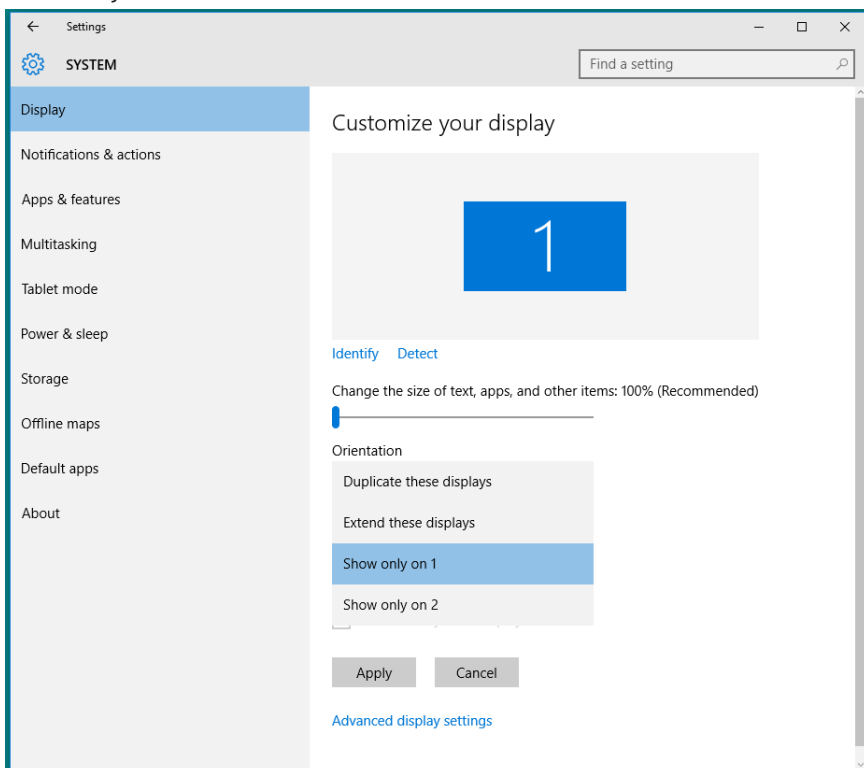 Settings
SYSTEM
Find a setting
Display
Notifications & actions
Apps & features
Multitasking
Tablet mode
Power & sleep
Storage
Offline maps
Default apps
About
Customize your display
1
Identify Detect
Change the size of text, apps, and other items: 100% (Recommended)
Orientation
Duplicate these displays
Extend these displays
Show only on 1
Show only on 2
Apply Cancel
Advanced display settings